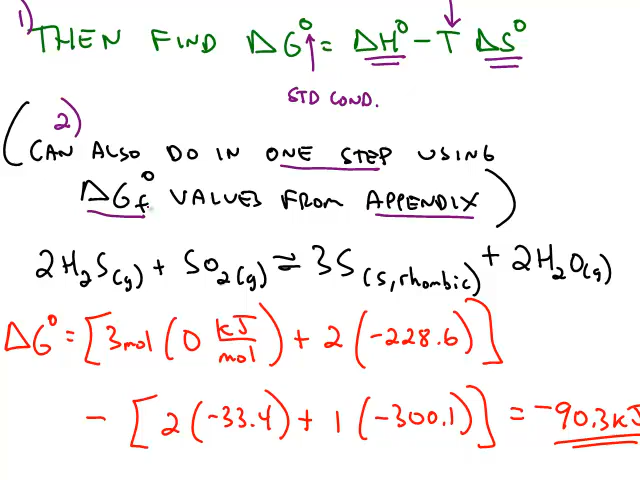 1) THEN FIND ΔG° = ΔH° - T ΔS°
STD COND.
2)
(CAN ALSO DO IN ONE STEP USING
ΔGf° VALUES FROM APPENDIX)
2H₂S(g) + SO₂(g) ⇌ 3S(s, rhombic) + 2H₂O(g)
ΔG° = [3mol (0 kJ/mol) + 2 (-228.6)]
- [2 (-33.4) + 1 (-300.1)] = -90.3kJ